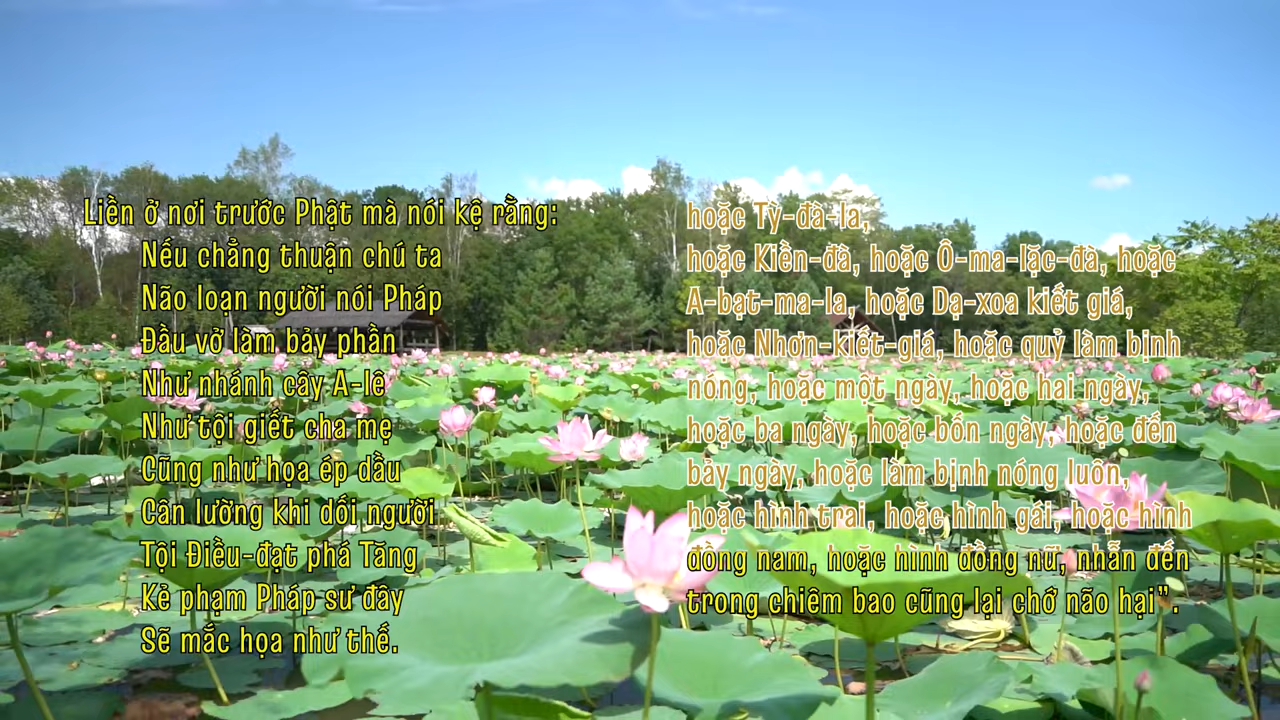 Liền ở nơi trước Phật mà nói kệ rằng:
Nếu chẳng thuận chú ta
Não loạn người nói Pháp
Đầu vở làm bảy phần
Như nhánh cây A-lê
Như tội giết cha mẹ
Cũng như họa ép dầu
Cân lường khi dối người
Tội Điều-đạt phá Tăng
Kẻ phạm Pháp sư đây
Sẽ mắc họa như thế.
hoặc Tỳ-đà-la,
hoặc Kiền-đà, hoặc Ô-ma-lặc-đà, hoặc
A-bạt-ma-la, hoặc Dạ-xoa kiết giá,
hoặc Nhơn-kiết-giá, hoặc quỷ làm bịnh
nóng, hoặc một ngày, hoặc hai ngày,
hoặc ba ngày, hoặc bốn ngày, hoặc đến
bảy ngày, hoặc làm bịnh nóng luôn,
hoặc hình trai, hoặc hình gái, hoặc hình
đồng nam, hoặc hình đồng nữ, nhẫn đến
trong chiêm bao cũng lại chớ não hại”.